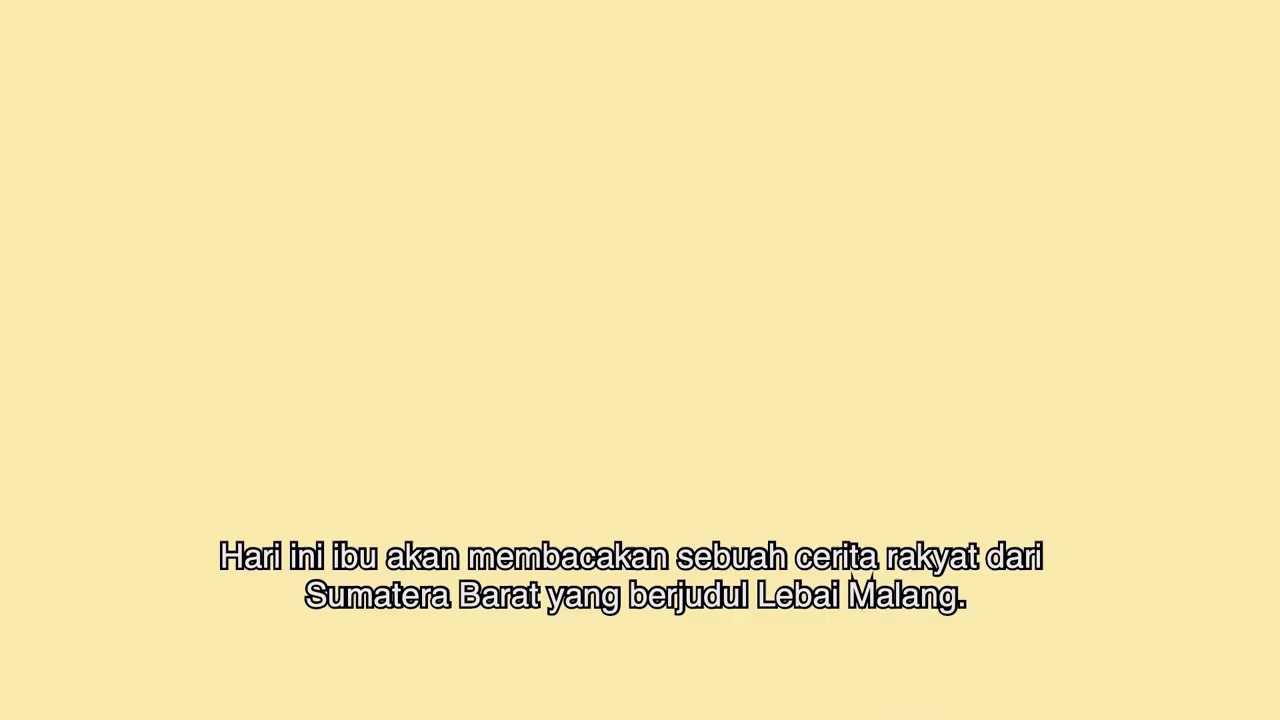 Hari ini ibu akan membacakan sebuah cerita rakyat dari
Sumatera Barat yang berjudul Lebai Malang.